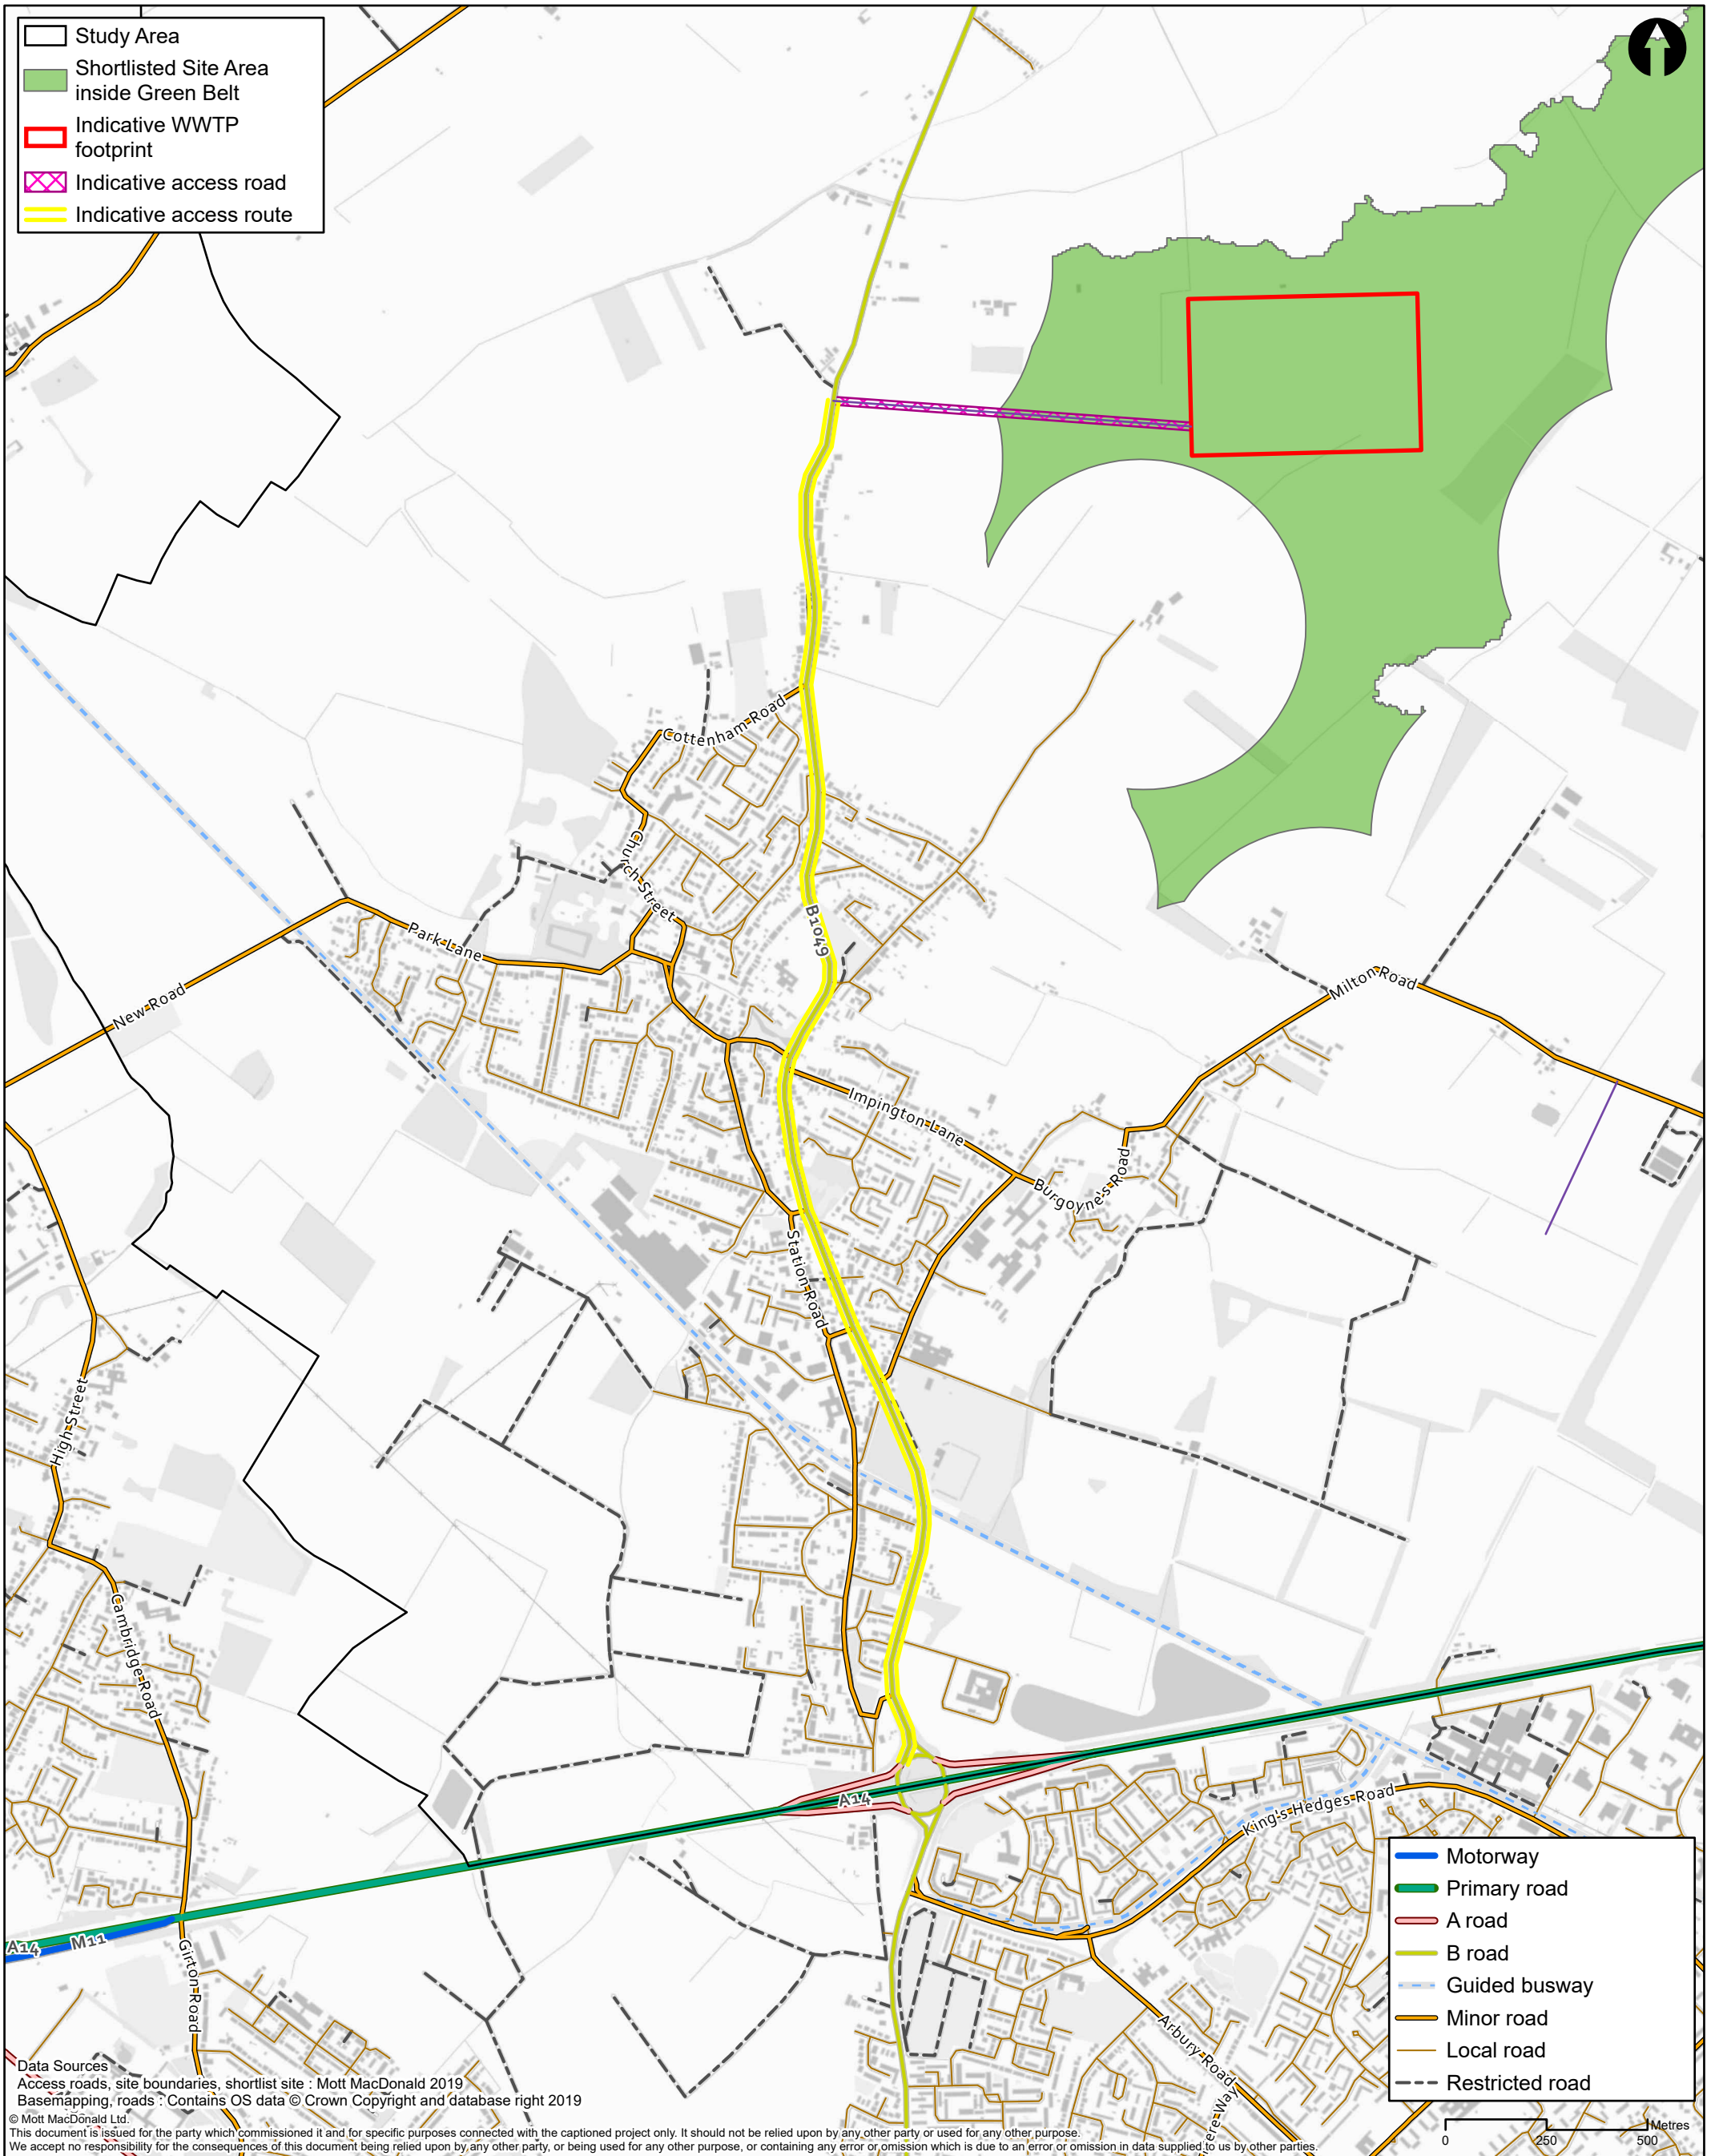 Study Area
Shortlisted Site Area
inside Green Belt
Indicative WWTP
footprint
Indicative access road
Indicative access route
Cottenham Road
Church Street
B1049
Park Lane
New Road
Milton Road
Impington Lane
Burgoyne's Road
Station Road
High Street
Cambridge Road
A14
King's Hedges Road
A14
M11
Girton Road
Arbury Road
ere Way
Motorway
Primary road
A road
B road
Guided busway
Minor road
Local road
Restricted road
Metres
0 250 500
Data Sources
Access roads, site boundaries, shortlist site : Mott MacDonald 2019
Basemapping, roads : Contains OS data © Crown Copyright and database right 2019
© Mott MacDonald Ltd.
This document is issued for the party which commissioned it and for specific purposes connected with the captioned project only. It should not be relied upon by any other party or used for any other purpose.
We accept no responsibility for the consequences of this document being relied upon by any other party, or being used for any other purpose, or containing any error or omission which is due to an error or omission in data supplied to us by other parties.